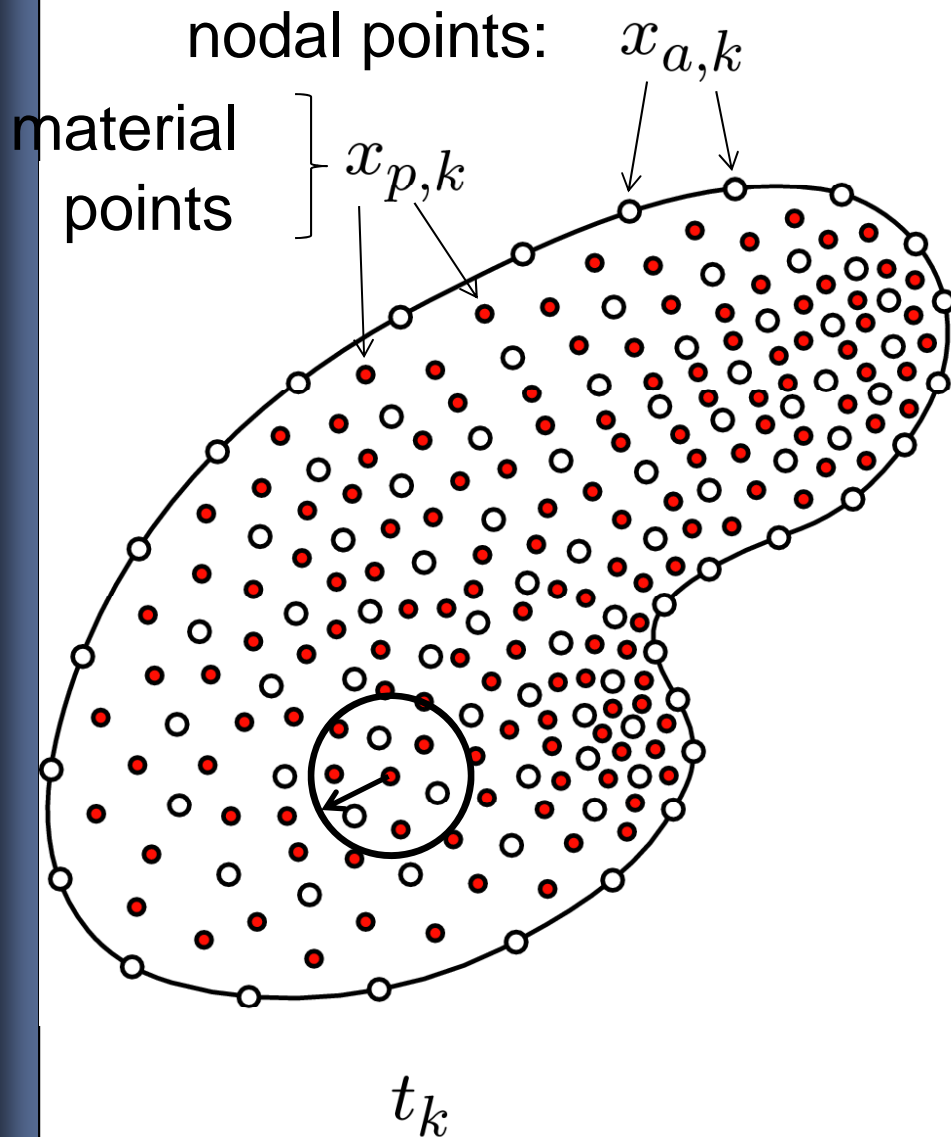 nodal points: x_{a,k}
material
points
x_{p,k}
t_k